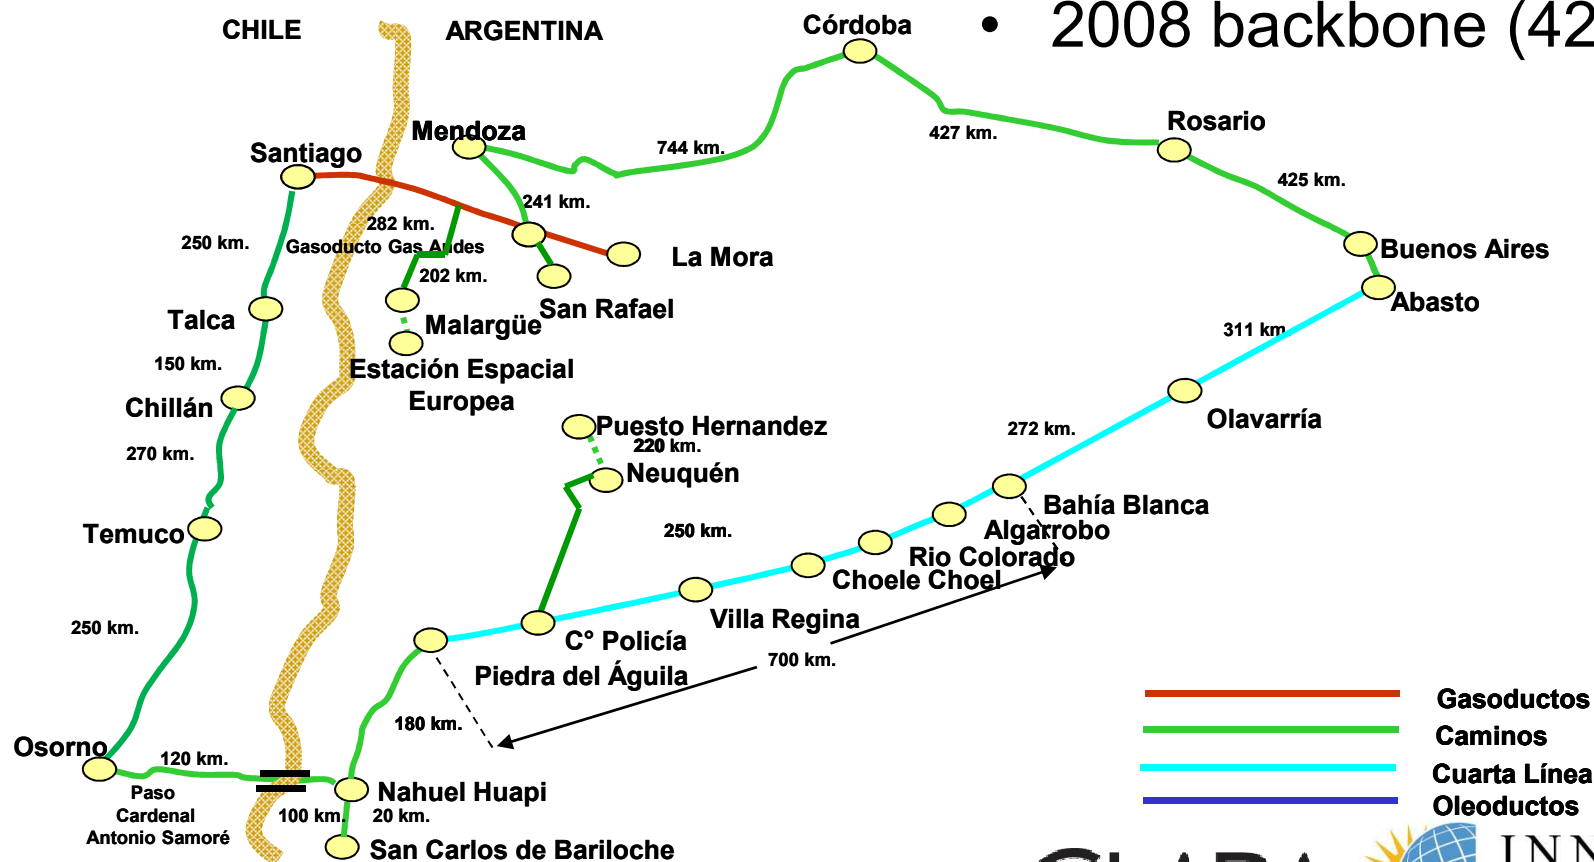 • 2008 backbone (42
CHILE
ARGENTINA
Córdoba
Mendoza
Rosario
Santiago
744 km.
427 km.
425 km.
241 km.
282 km.
Gasoducto Gas Andes
250 km.
202 km.
La Mora
Buenos Aires
Abasto
San Rafael
Talca
Malargüe
311 km
150 km.
Estación Espacial
Europea
Chillán
Puesto Hernandez
Olavarría
270 km.
220 km.
272 km.
Neuquén
Bahía Blanca
Temuco
250 km.
Algarrobo
Rio Colorado
Choele Choel
Villa Regina
250 km.
C° Policía
700 km.
Piedra del Águila
180 km.
Gasoductos
Caminos
Cuarta Línea
Oleoductos
Osorno
120 km.
Paso
Cardenal
Antonio Samoré
Nahuel Huapi
100 km.
20 km.
San Carlos de Bariloche
INN